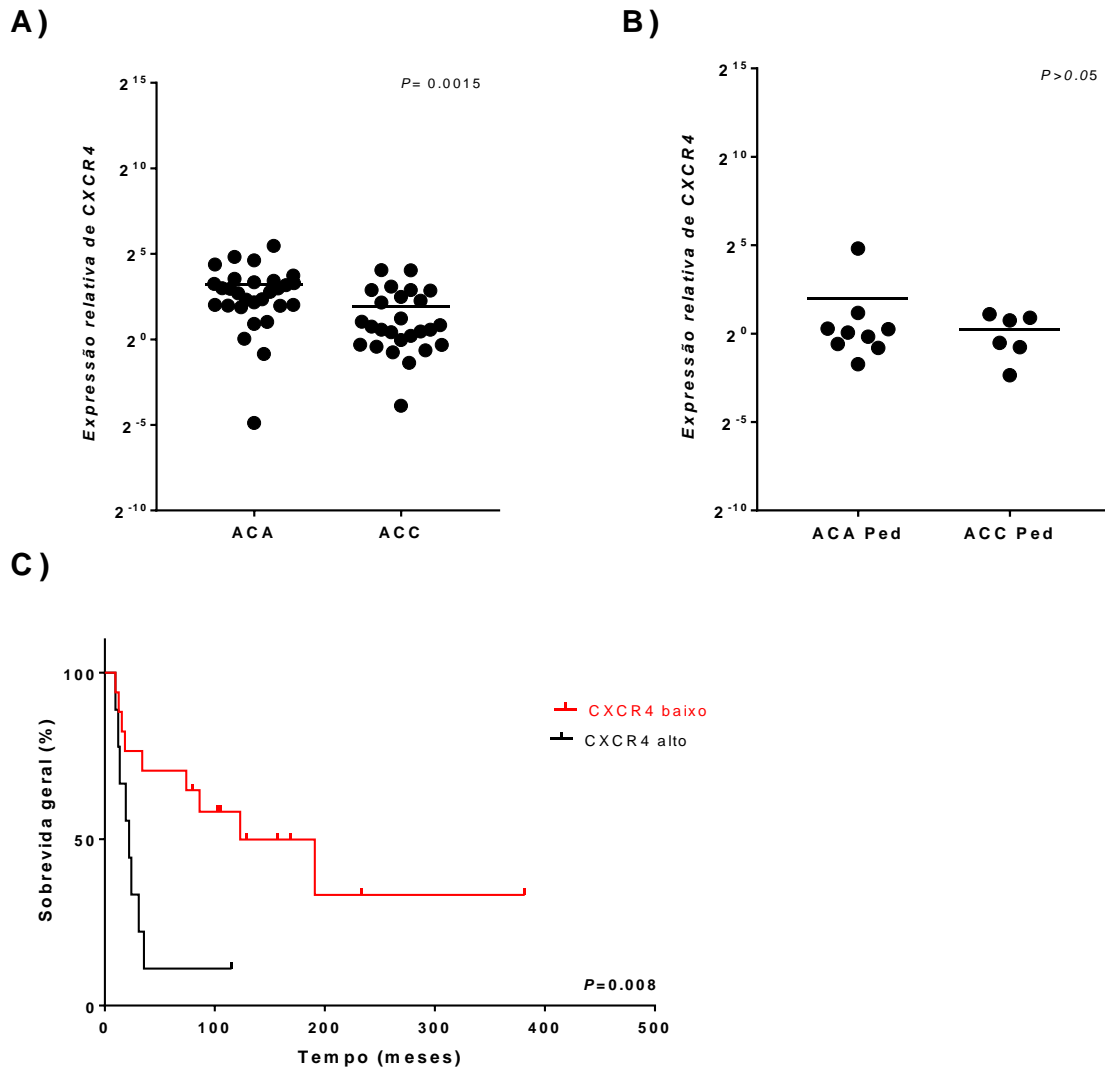 A)
P= 0.0015
Expressão relativa de CXCR4
2^15
2^10
2^5
2^0
2^-5
2^-10
ACA ACC
B)
P>0.05
Expressão relativa de CXCR4
2^15
2^10
2^5
2^0
2^-5
2^-10
ACA Ped ACC Ped
C)
Sobrevida geral (%)
100
50
0
CXCR4 baixo
CXCR4 alto
P=0.008
0 100 200 300 400 500
Tempo (meses)